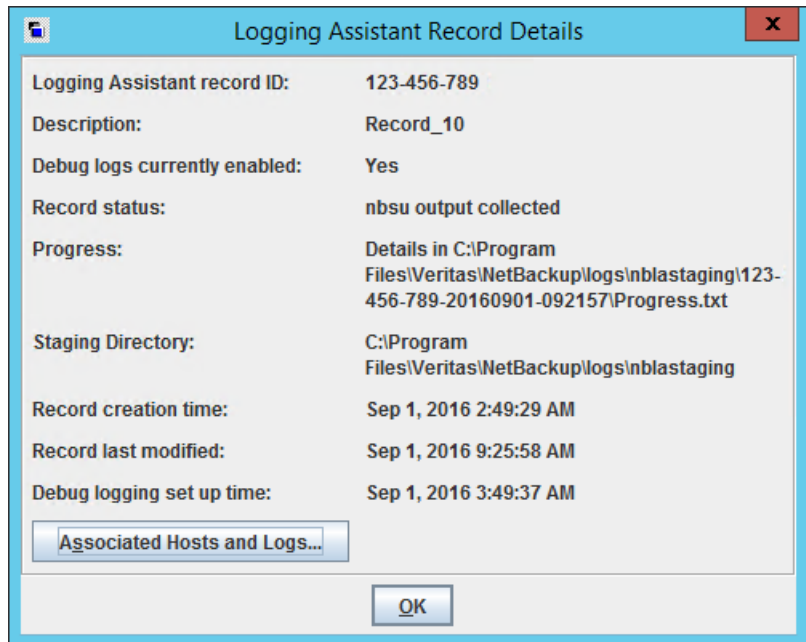 Logging Assistant Record Details
x
Logging Assistant record ID: 123-456-789
Description: Record_10
Debug logs currently enabled: Yes
Record status: nbsu output collected
Progress: Details in C:\Program
Files\Veritas\NetBackup\logs\nblastaging\123-
456-789-20160901-092157\Progress.txt
Staging Directory: C:\Program
Files\Veritas\NetBackup\logs\nblastaging
Record creation time: Sep 1, 2016 2:49:29 AM
Record last modified: Sep 1, 2016 9:25:58 AM
Debug logging set up time: Sep 1, 2016 3:49:37 AM
Associated Hosts and Logs...
OK